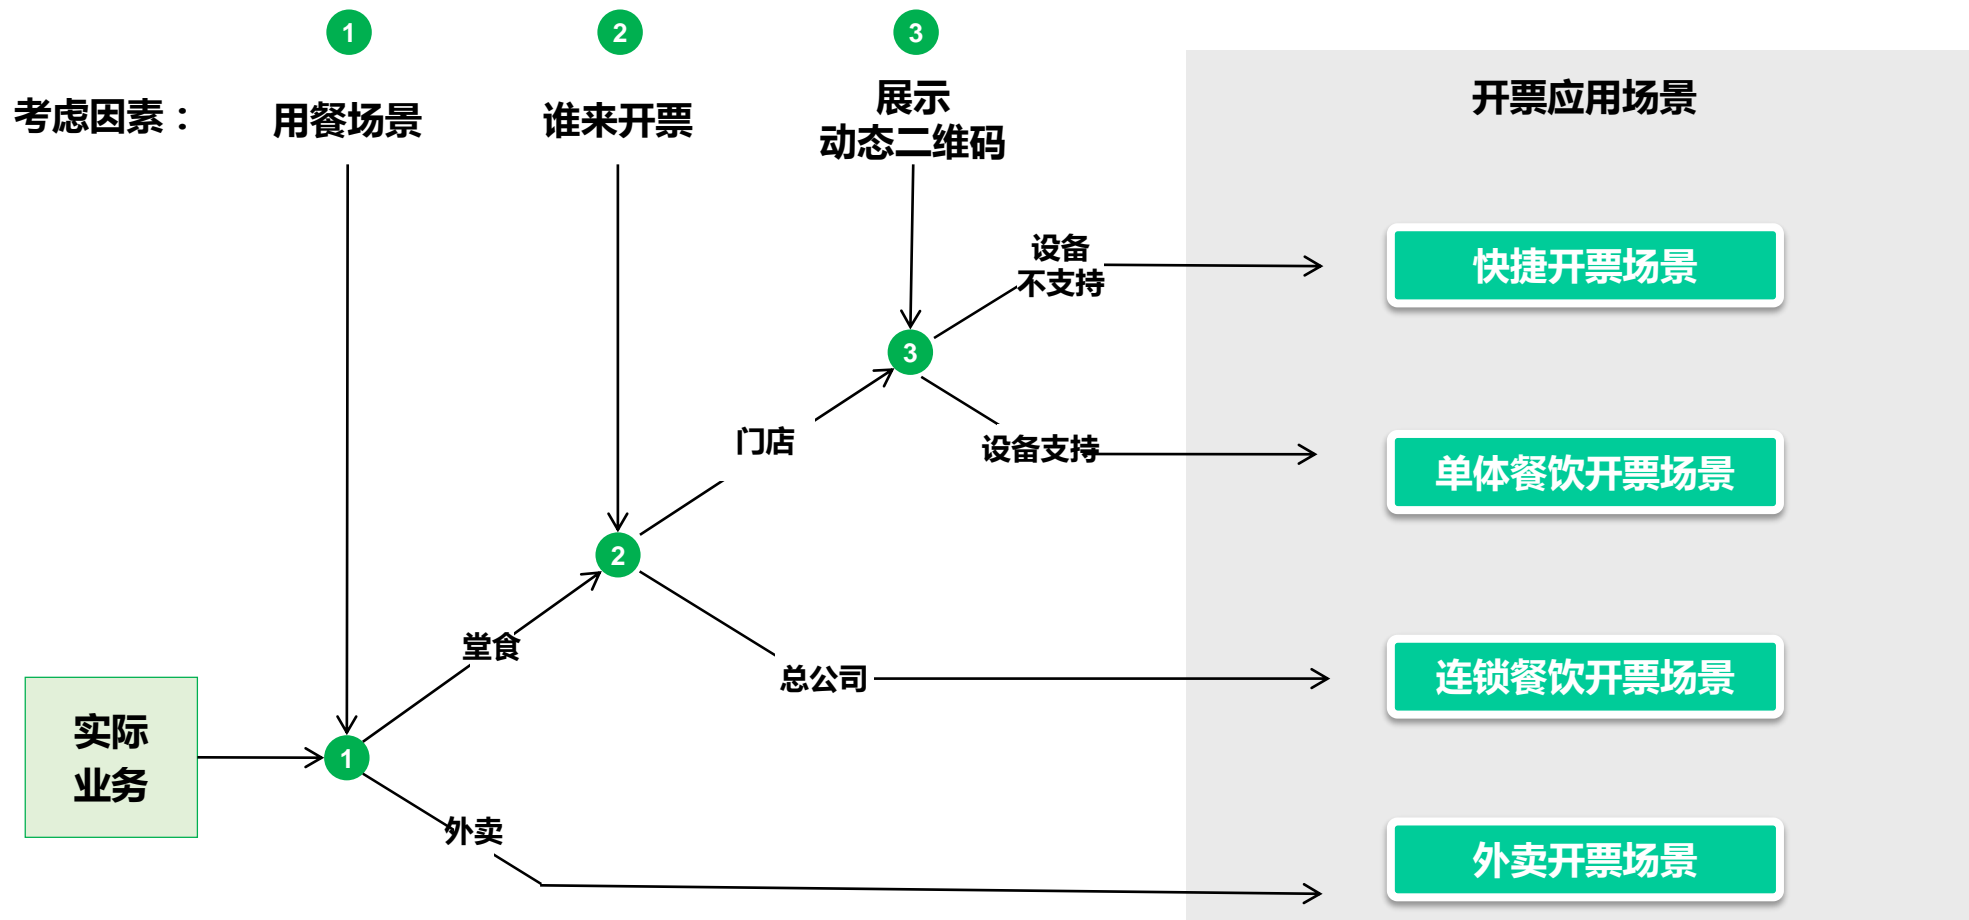 1
2
3
考虑因素：
用餐场景
谁来开票
展示
动态二维码
开票应用场景
设备
不支持
快捷开票场景
3
门店
设备支持
单体餐饮开票场景
2
堂食
总公司
连锁餐饮开票场景
实际
业务
1
外卖
外卖开票场景